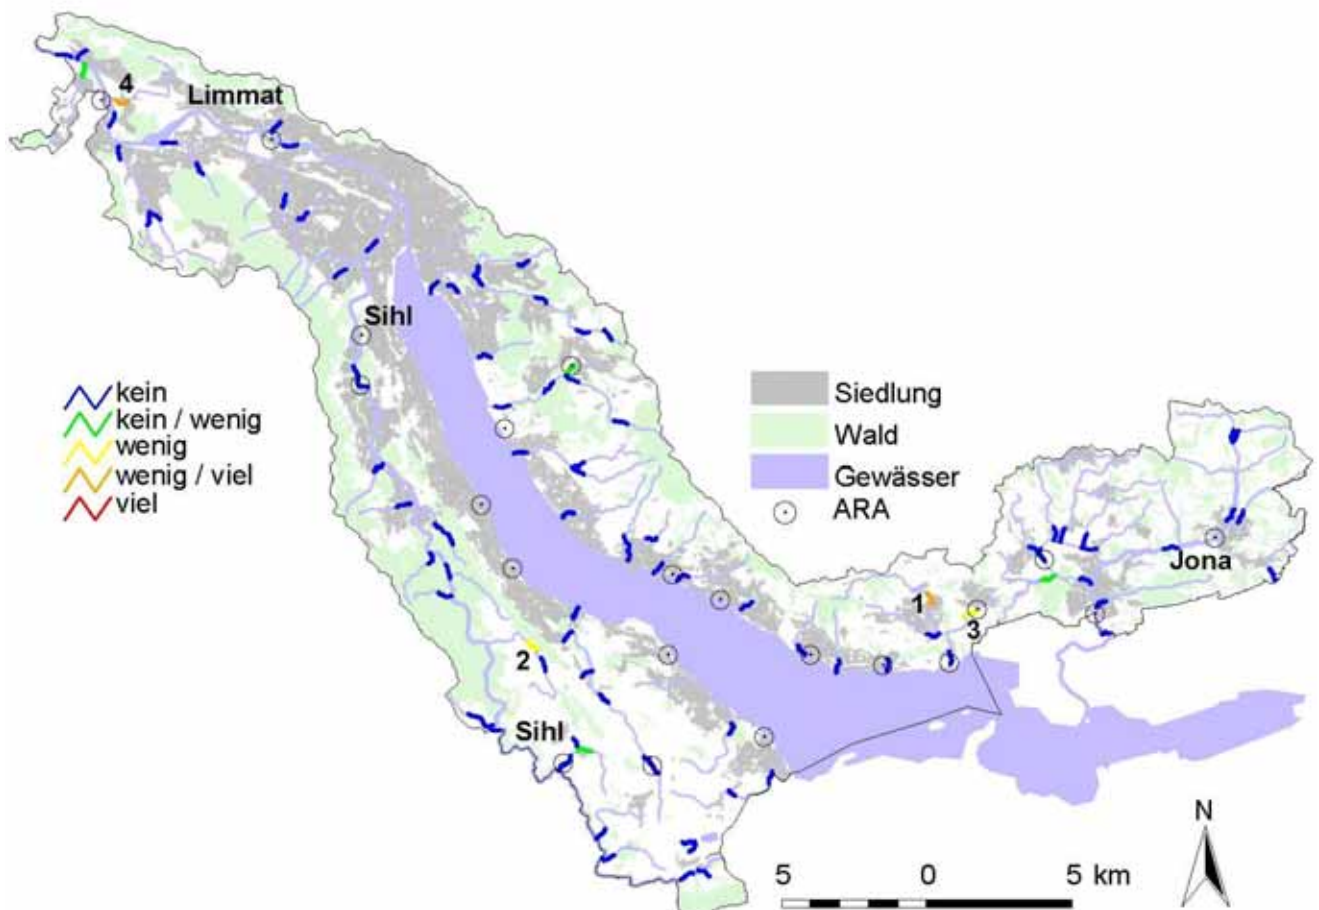 4
Limmat
Sihl
kein
kein / wenig
wenig
wenig / viel
viel
Siedlung
Wald
Gewässer
ARA
Jona
1
3
2
Sihl
N
5 0 5 km